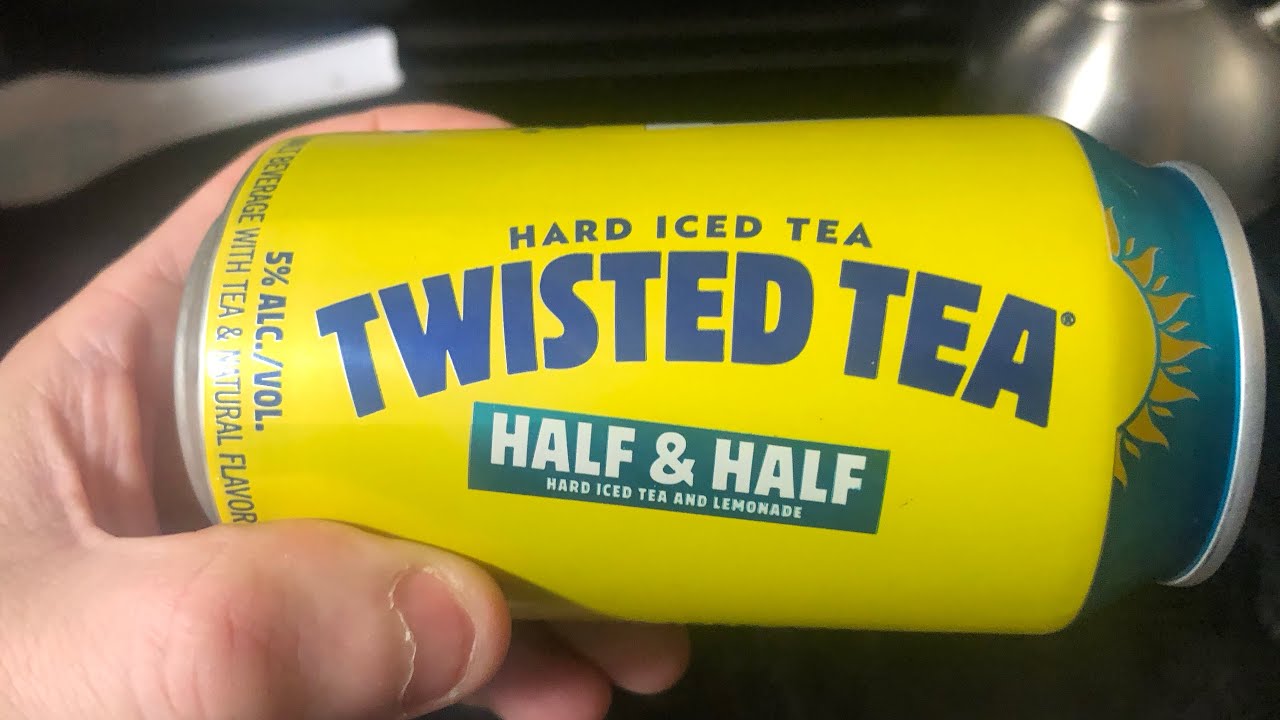 HARD ICED TEA
TWISTED TEA®
HALF & HALF
HARD ICED TEA AND LEMONADE
5% ALC./VOL.
BEVERAGE WITH TEA & NATURAL FLAVOR